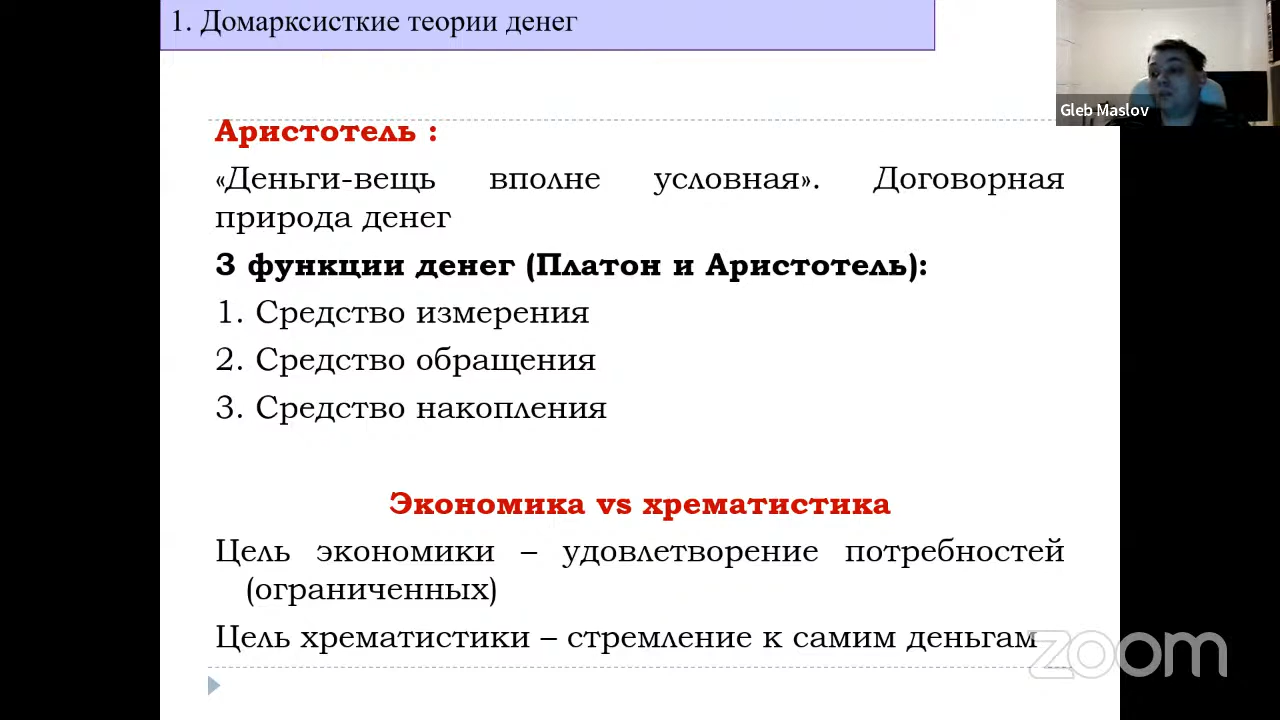 1. Домарксисткие теории денег
Gleb Maslov
Аристотель :
«Деньги-вещь вполне условная». Договорная
природа денег
3 функции денег (Платон и Аристотель):
1. Средство измерения
2. Средство обращения
3. Средство накопления
Экономика vs хрематистика
Цель экономики – удовлетворение потребностей
(ограниченных)
Цель хрематистики – стремление к самим деньгам
zoom